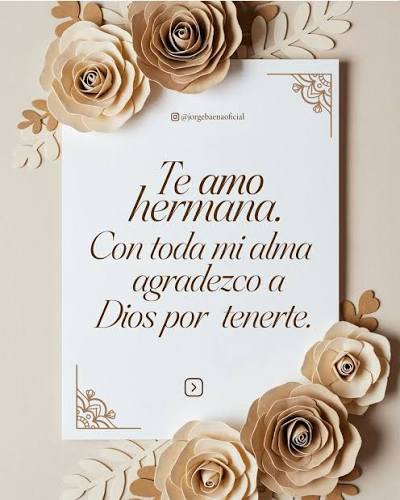 @jorgebaenaoficial
Te amo
hermana.
Con toda mi alma
agradezco a
Dios por tenerte.